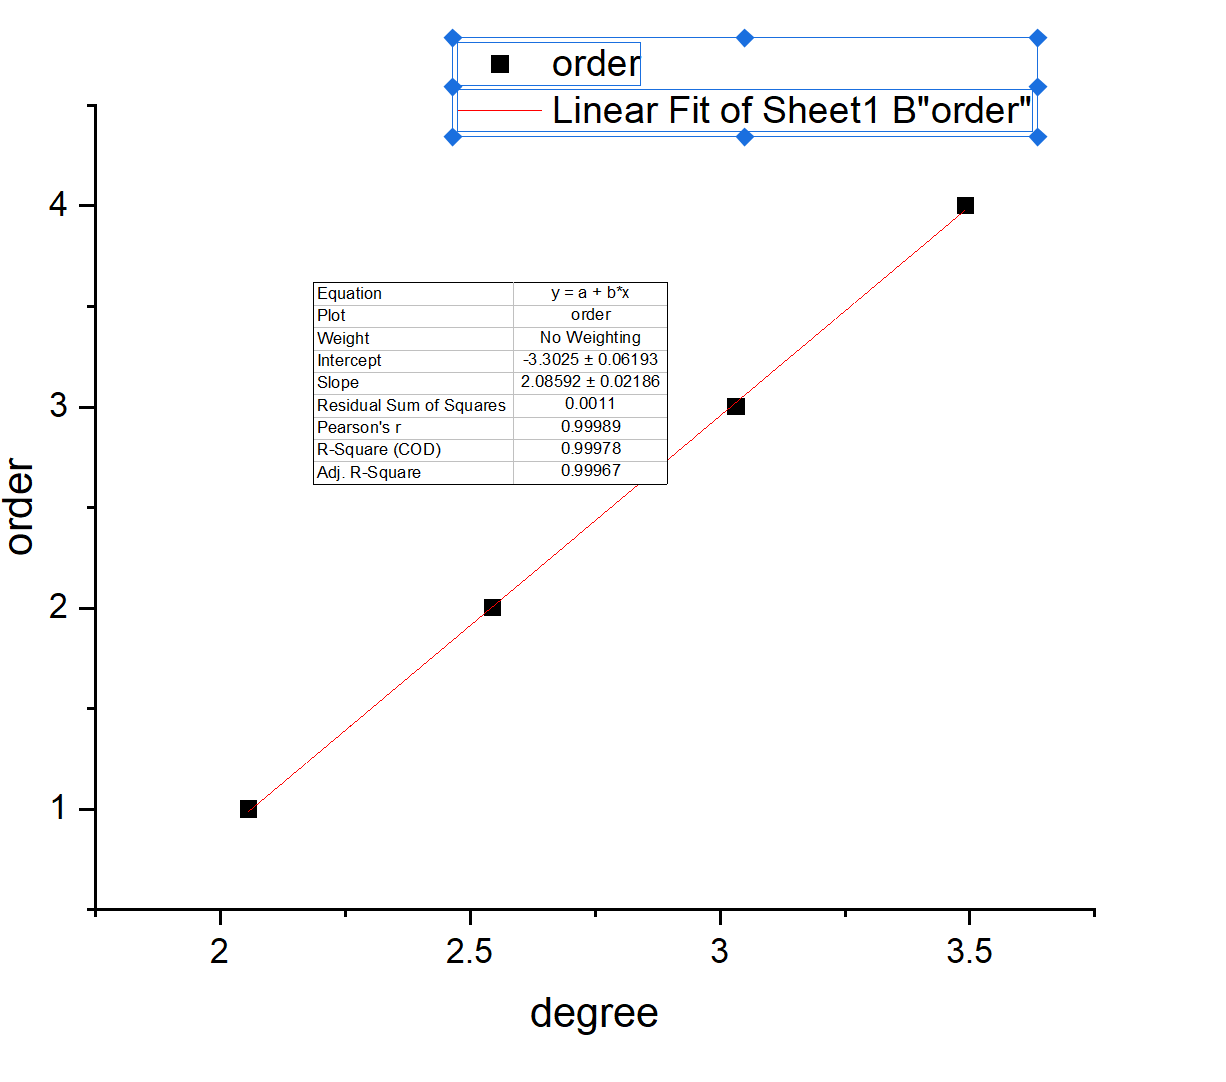 order
Linear Fit of Sheet1 B"order"
4
Equation y = a + b*x
Plot order
Weight No Weighting
Intercept -3.3025 ± 0.06193
Slope 2.08592 ± 0.02186
Residual Sum of Squares 0.0011
Pearson's r 0.99989
R-Square (COD) 0.99978
Adj. R-Square 0.99967
3
order
2
1
2 2.5 3 3.5
degree